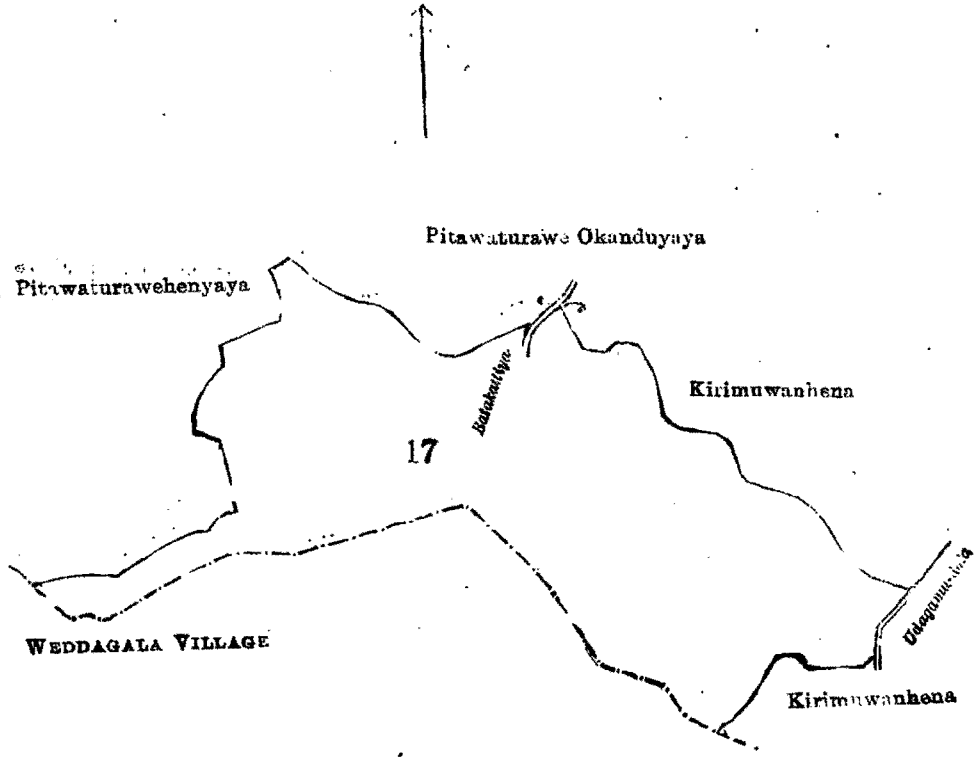 Pitawaturawe Okanduyaya
Pitawaturawehenyaya
Kirimuwanhena
17
WEDDAGALA VILLAGE
Kirimuwanhena